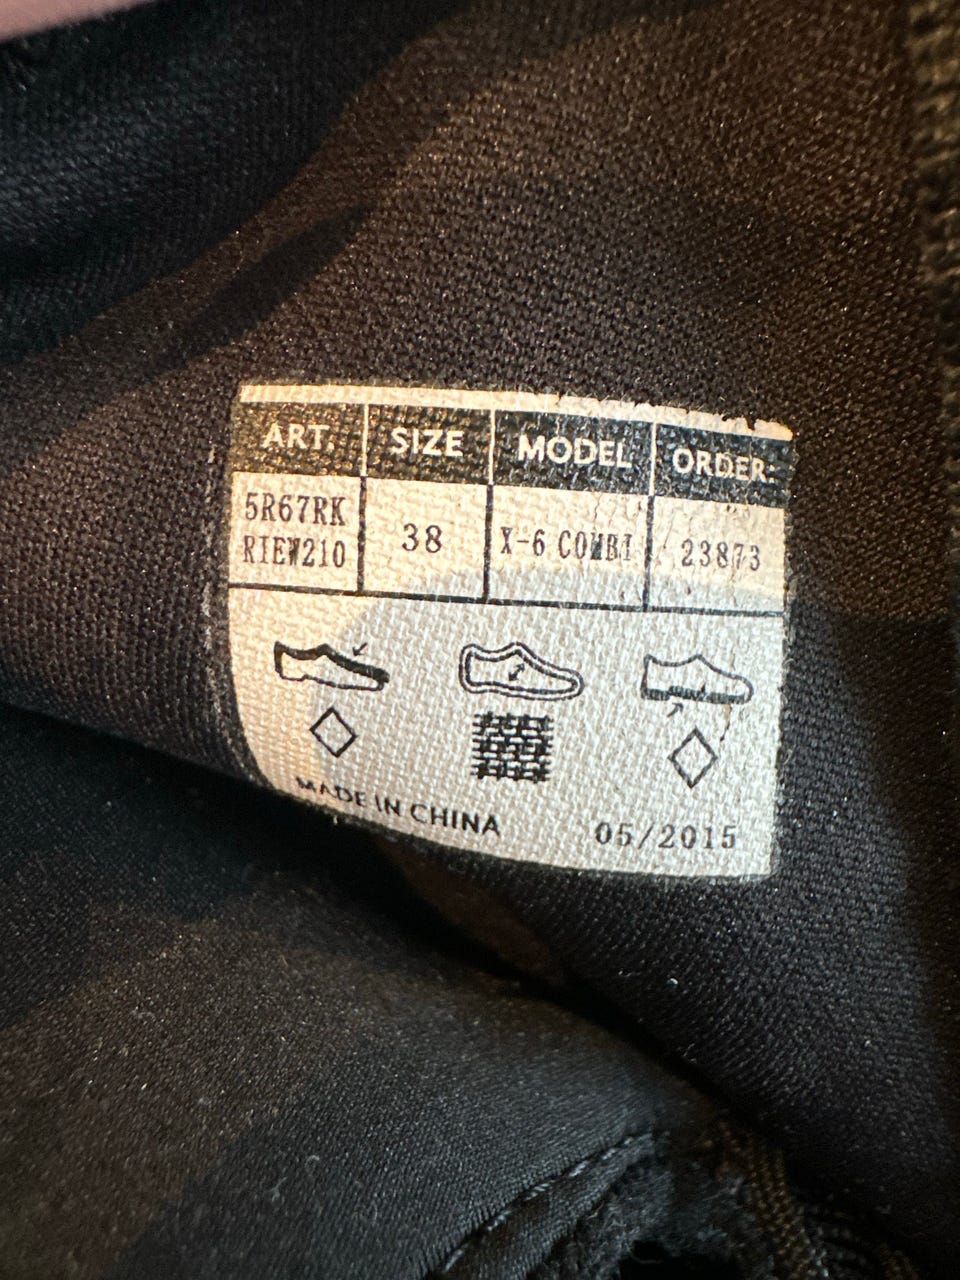 ART. SIZE MODEL ORDER:
5R67RK
RIEW210 38 X-6 COMBI 23873
MADE IN CHINA 05/2015